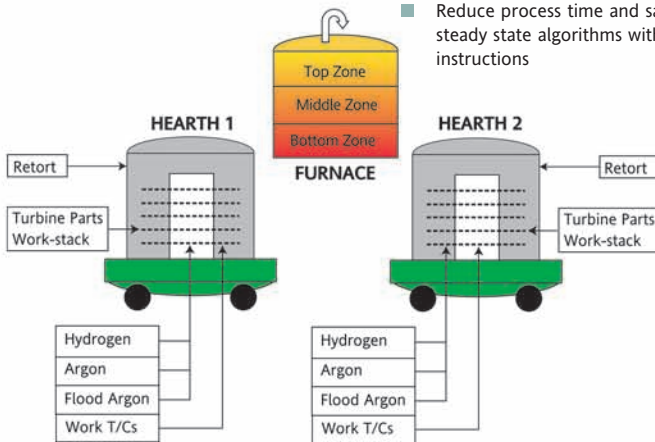 Reduce process time and
steady state algorithms with
instructions
Top Zone
Middle Zone
Bottom Zone
FURNACE
HEARTH 1
HEARTH 2
Retort
Retort
Turbine Parts
Work-stack
Turbine Parts
Work-stack
Hydrogen
Argon
Flood Argon
Work T/Cs
Hydrogen
Argon
Flood Argon
Work T/Cs